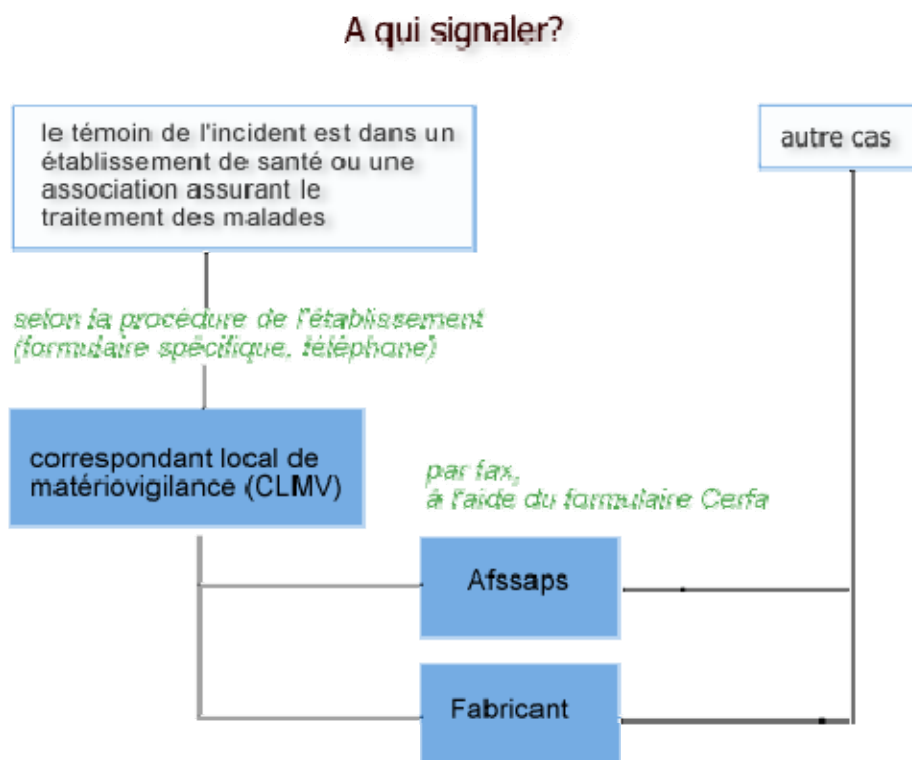 A qui signaler?
le témoin de l'incident est dans un
établissement de santé ou une
association assurant le
traitement des malades
autre cas
selon la procédure de l'établissement
(formulaire spécifique, téléphone)
correspondant local de
matériovigilance (CLMV)
par fax,
à l'aide du formulaire Cerfa
Afssaps
Fabricant